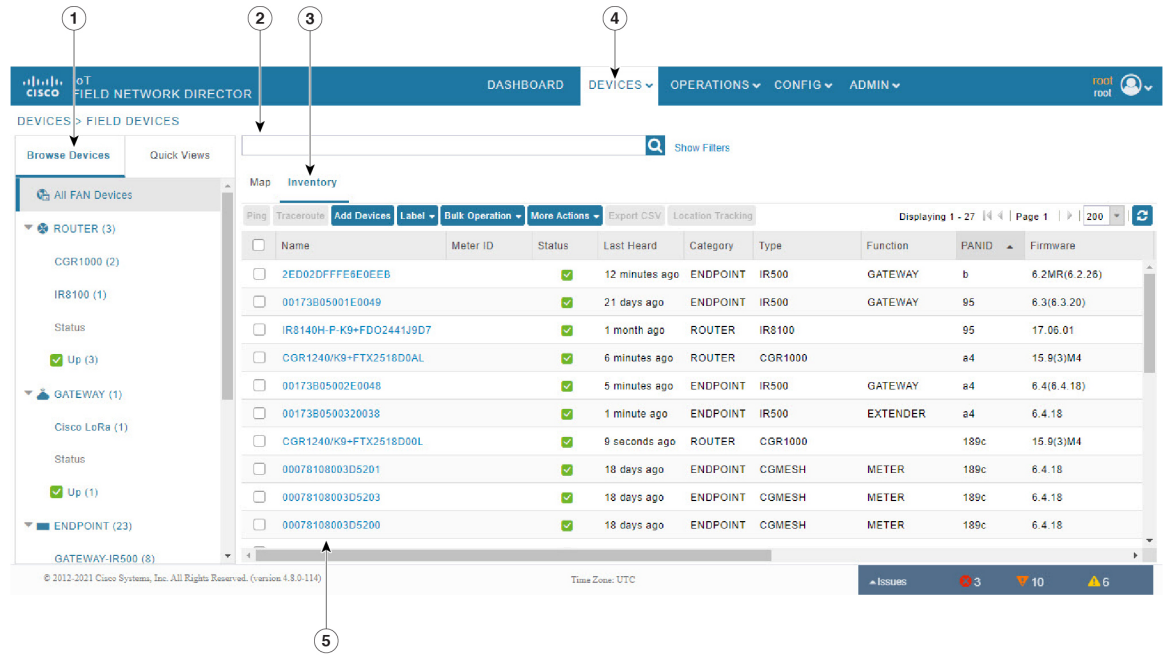 1 2 3 4
cisco IoT
FIELD NETWORK DIRECTOR
DASHBOARD DEVICES OPERATIONS CONFIG ADMIN
root
root
DEVICES > FIELD DEVICES
Browse Devices Quick Views
Show Filters
Map Inventory
All FAN Devices
Ping Traceroute Add Devices Label Bulk Operation More Actions Export CSV Location Tracking Displaying 1 - 27 Page 1 200
ROUTER (3)
CGR1000 (2)
IR8100 (1)
Status
Up (3)
GATEWAY (1)
Cisco LoRa (1)
Status
Up (1)
ENDPOINT (23)
GATEWAY-IR500 (8)
Name Meter ID Status Last Heard Category Type Function PANID Firmware
2ED02DFFFE6E0EEB 12 minutes ago ENDPOINT IR500 GATEWAY b 6.2MR(6.2.26)
00173B05001E0049 21 days ago ENDPOINT IR500 GATEWAY 95 6.3(6.3.20)
IR8140H-P-K9+FDO2441J9D7 1 month ago ROUTER IR8100 95 17.06.01
CGR1240/K9+FTX2518D0AL 6 minutes ago ROUTER CGR1000 a4 15.9(3)M4
00173B05002E0048 5 minutes ago ENDPOINT IR500 GATEWAY a4 6.4(6.4.18)
00173B0500320038 1 minute ago ENDPOINT IR500 EXTENDER a4 6.4.18
CGR1240/K9+FTX2518D00L 9 seconds ago ROUTER CGR1000 189c 15.9(3)M4
00078108003D5201 18 days ago ENDPOINT CGMESH METER 189c 6.4.18
00078108003D5203 18 days ago ENDPOINT CGMESH METER 189c 6.4.18
00078108003D5200 18 days ago ENDPOINT CGMESH METER 189c 6.4.18
© 2012-2021 Cisco Systems, Inc. All Rights Reserved. (version 4.8.0-114) Time Zone: UTC Issues 3 10 6
5